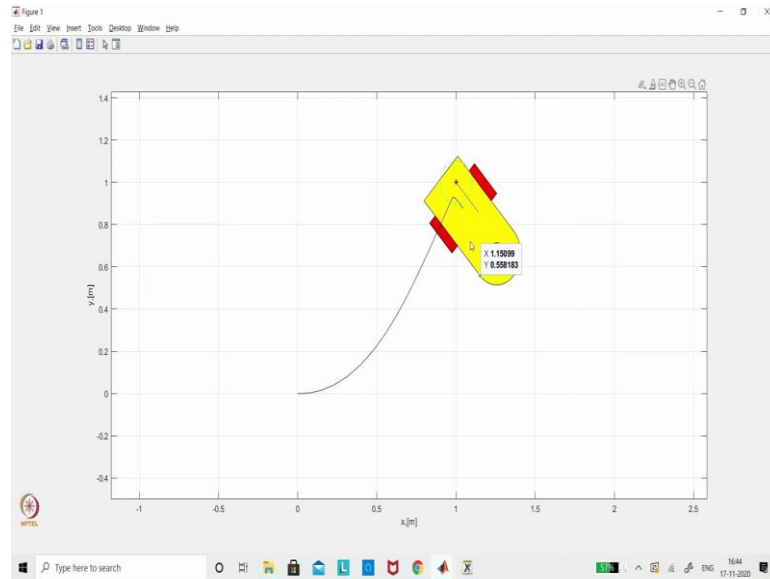 Figure 1
File Edit View Insert Tools Desktop Window Help
1.4
1.2
1
0.8
0.6
0.4
0.2
0
-0.2
-0.4
y,[m]
X 1.15099
Y 0.558183
-1 -0.5 0 0.5 1 1.5 2 2.5
x,[m]
NPTEL
Type here to search
57%
ENG
16:44
17-11-2020